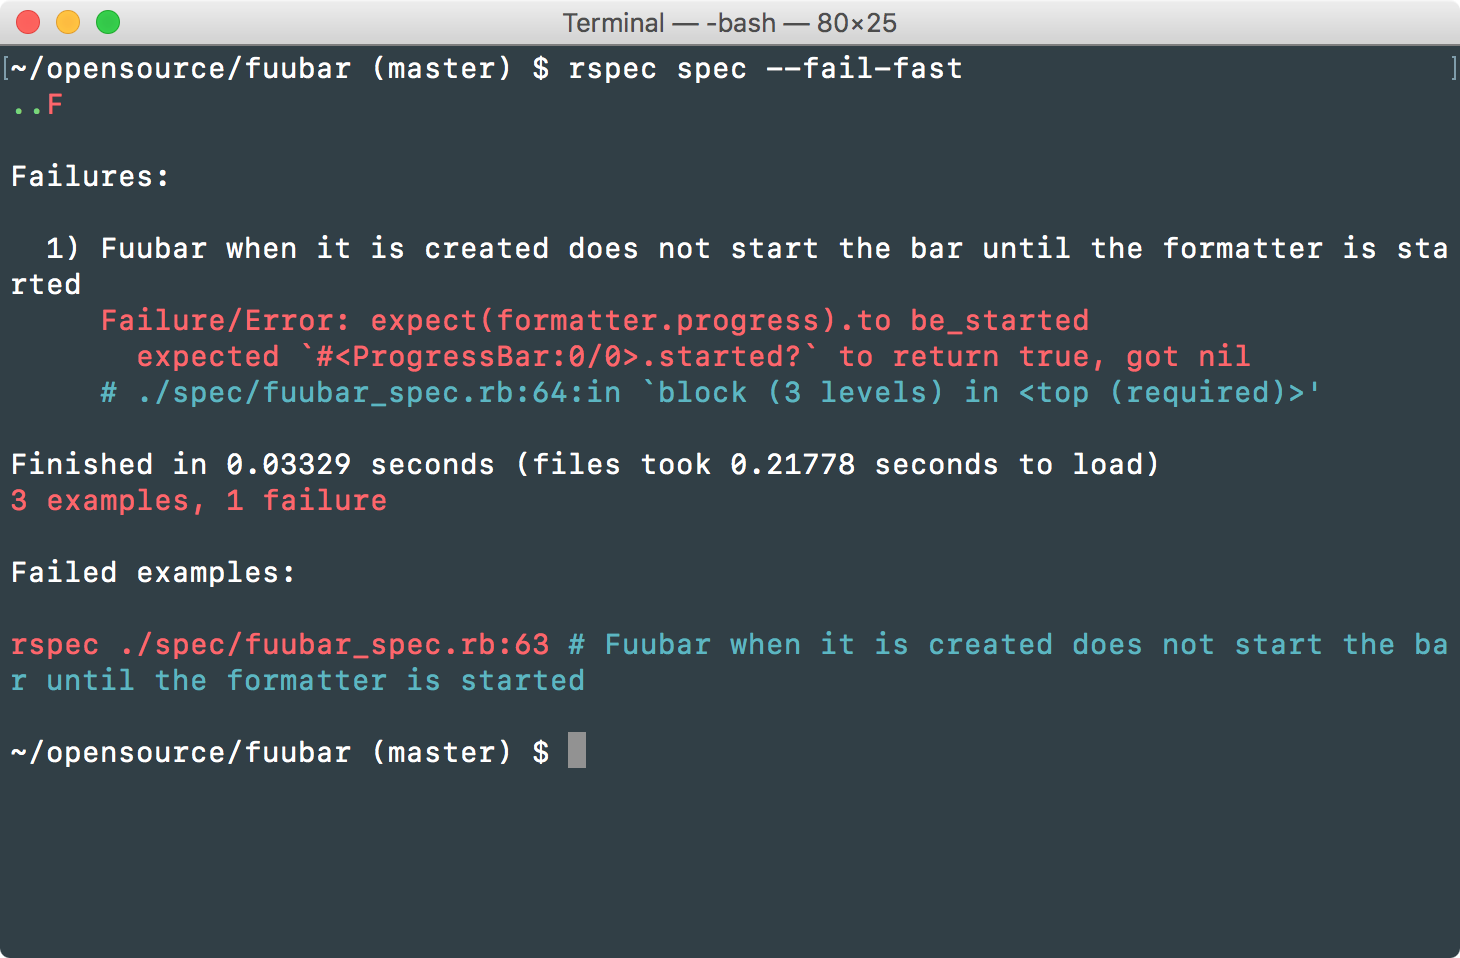 Terminal — -bash — 80×25
[~/opensource/fuubar (master) $ rspec spec --fail-fast ]
..F
Failures:
1) Fuubar when it is created does not start the bar until the formatter is sta
rted
Failure/Error: expect(formatter.progress).to be_started
expected `#<ProgressBar:0/0>.started?` to return true, got nil
# ./spec/fuubar_spec.rb:64:in `block (3 levels) in <top (required)>'
Finished in 0.03329 seconds (files took 0.21778 seconds to load)
3 examples, 1 failure
Failed examples:
rspec ./spec/fuubar_spec.rb:63 # Fuubar when it is created does not start the ba
r until the formatter is started
~/opensource/fuubar (master) $